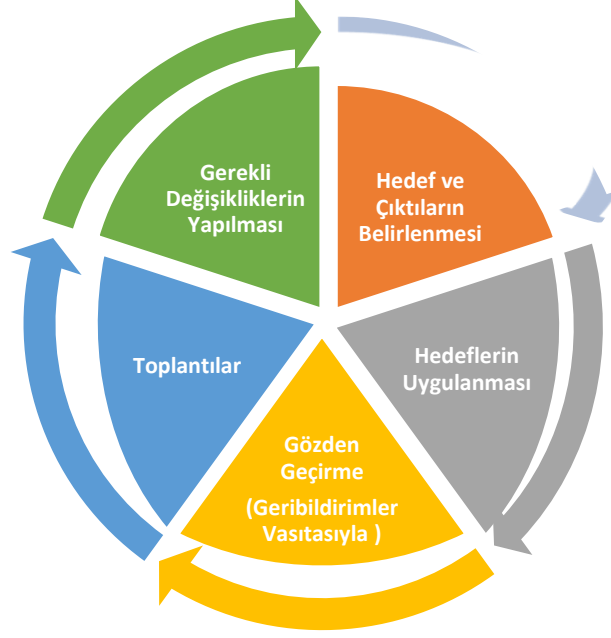 Hedef ve
Çıktıların
Belirlenmesi
Hedeflerin
Uygulanması
Gözden
Geçirme
(Geribildirimler
Vasıtasıyla )
Toplantılar
Gerekli
Değişikliklerin
Yapılması